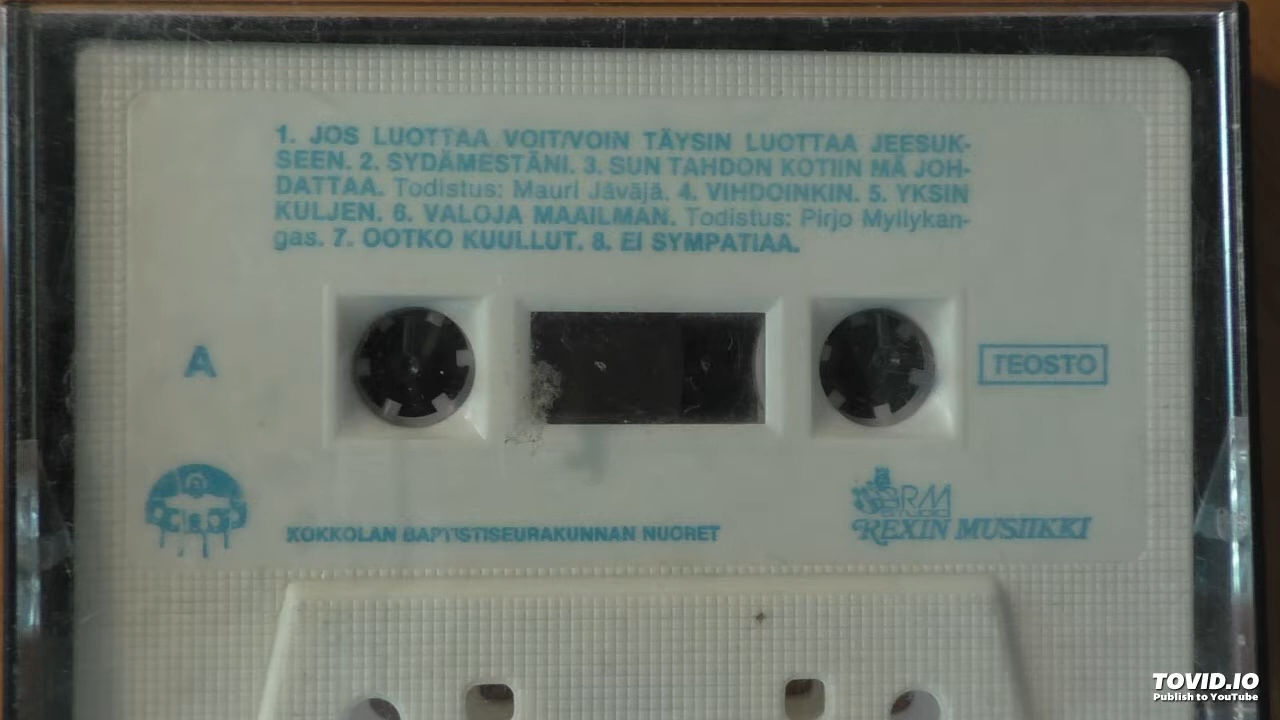 1. JOS LUOTTAA VOIT/VOIN TÄYSIN LUOTTAA JEESUK-
SEEN. 2. SYDÄMESTÄNI. 3. SUN TAHDON KOTIIN MÄ JOH-
DATTAA. Todistus: Mauri Jäväjä. 4. VIHDOINKIN. 5. YKSIN
KULJEN. 6. VALOJA MAAILMAN. Todistus: Pirjo Myllykan-
gas. 7. OOTKO KUULLUT. 8. EI SYMPATIAA.
A
TEOSTO
KOKKOLAN BAPTISTISEURAKUNNAN NUORET
RM
REXIN MUSIIKKI
TOVID.IO
Publish to YouTube